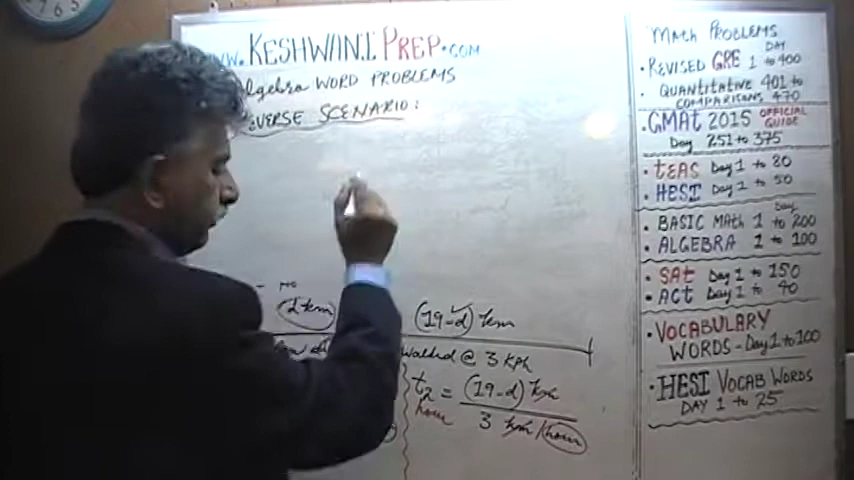 www.KESHWANI PREP.COM
Algebra WORD PROBLEMS
VERSE SCENARIO:
d km
(19-d) km
walked @ 3 kph
t2 = (19-d) km
hour
3 km/hour
MATH PROBLEMS
DAY
• REVISED GRE 1 to 400
• QUANTITATIVE 401 to
COMPARISONS 470
• GMAT 2015 OFFICIAL
GUIDE
Day 251 to 375
• TEAS Day 1 to 80
• HESI Day 1 to 50
Day
• BASIC MATH 1 to 200
• ALGEBRA 1 to 100
• SAt Day 1 to 150
• ACT Day 1 to 40
• VOCABULARY
WORDS - Day 1 to 100
• HESI VOCAB WORDS
DAY 1 to 25